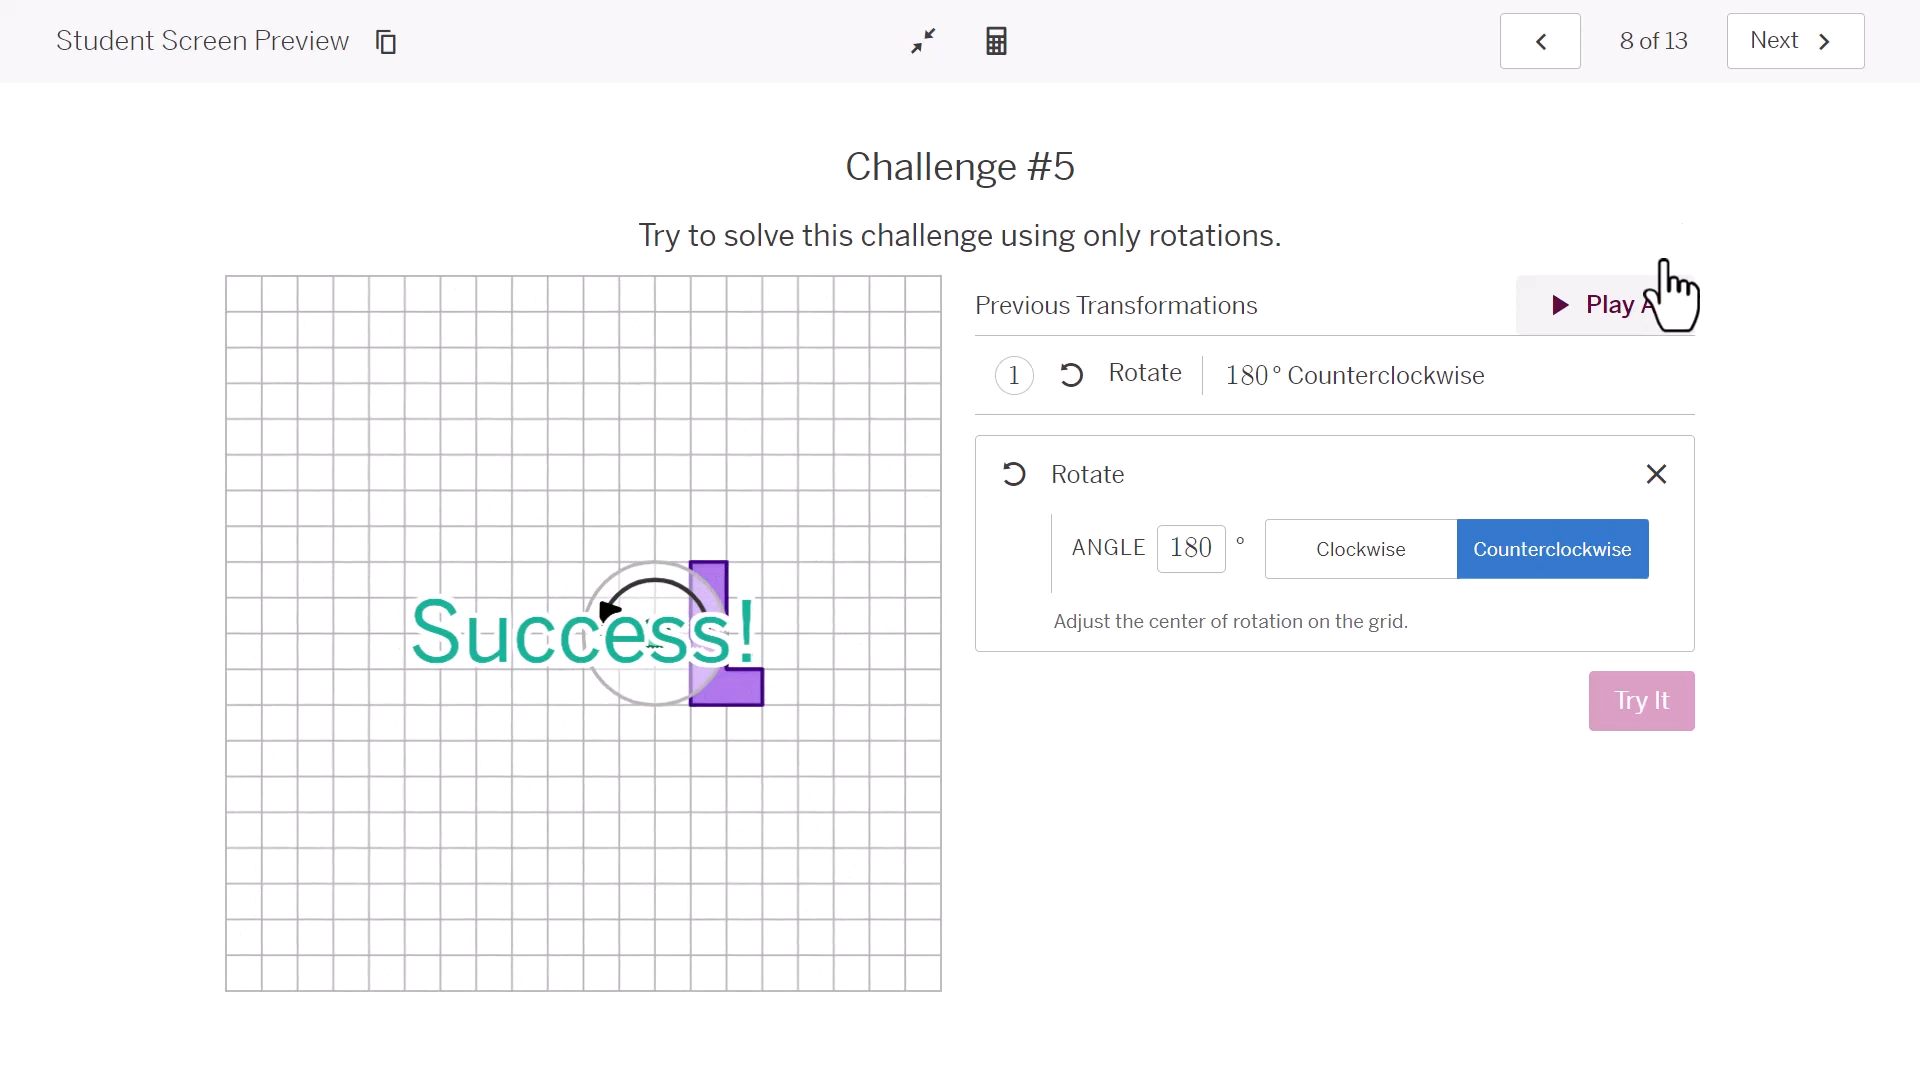 Student Screen Preview
8 of 13
Next
Challenge #5
Try to solve this challenge using only rotations.
Previous Transformations
Play
1 Rotate 180° Counterclockwise
Rotate
ANGLE 180 ° Clockwise Counterclockwise
Adjust the center of rotation on the grid.
Try It
Success!